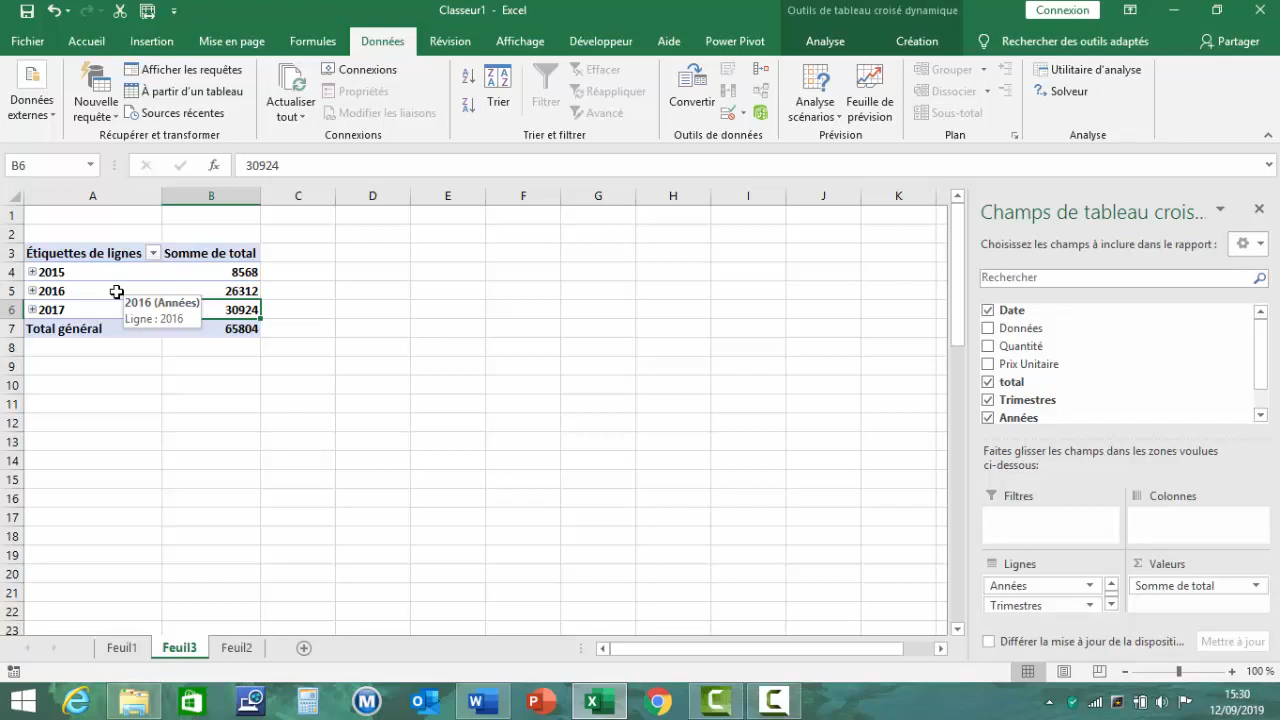 Classeur1 - Excel
Outils de tableau croisé dynamique
Connexion
Fichier Accueil Insertion Mise en page Formules Données Révision Affichage Développeur Aide Power Pivot Analyse Création Rechercher des outils adaptés Partager
Données externes
Nouvelle requête
Afficher les requêtes
À partir d'un tableau
Sources récentes
Récupérer et transformer
Actualiser tout
Connexions
Propriétés
Modifier les liaisons
Connexions
Trier
Filtrer
Effacer
Réappliquer
Avancé
Trier et filtrer
Convertir
Outils de données
Analyse scénarios
Feuille de prévision
Prévision
Grouper
Dissocier
Sous-total
Plan
Utilitaire d'analyse
Solveur
Analyse
B6
fx
30924
A B C D E F G H I J K
1
2
3 Étiquettes de lignes Somme de total
4 2015 8568
5 2016 26312
6 2017 30924
7 Total général 65804
2016 (Années)
Ligne : 2016
8
9
10
11
12
13
14
15
16
17
18
19
20
21
22
23
Champs de tableau crois...
Choisissez les champs à inclure dans le rapport :
Rechercher
Date
Données
Quantité
Prix Unitaire
total
Trimestres
Années
Faites glisser les champs dans les zones voulues
ci-dessous:
Filtres
Colonnes
Lignes
Σ Valeurs
Années
Somme de total
Trimestres
Différer la mise à jour de la dispositi...
Mettre à jour
Feuil1 Feuil3 Feuil2
100 %
15:30
12/09/2019